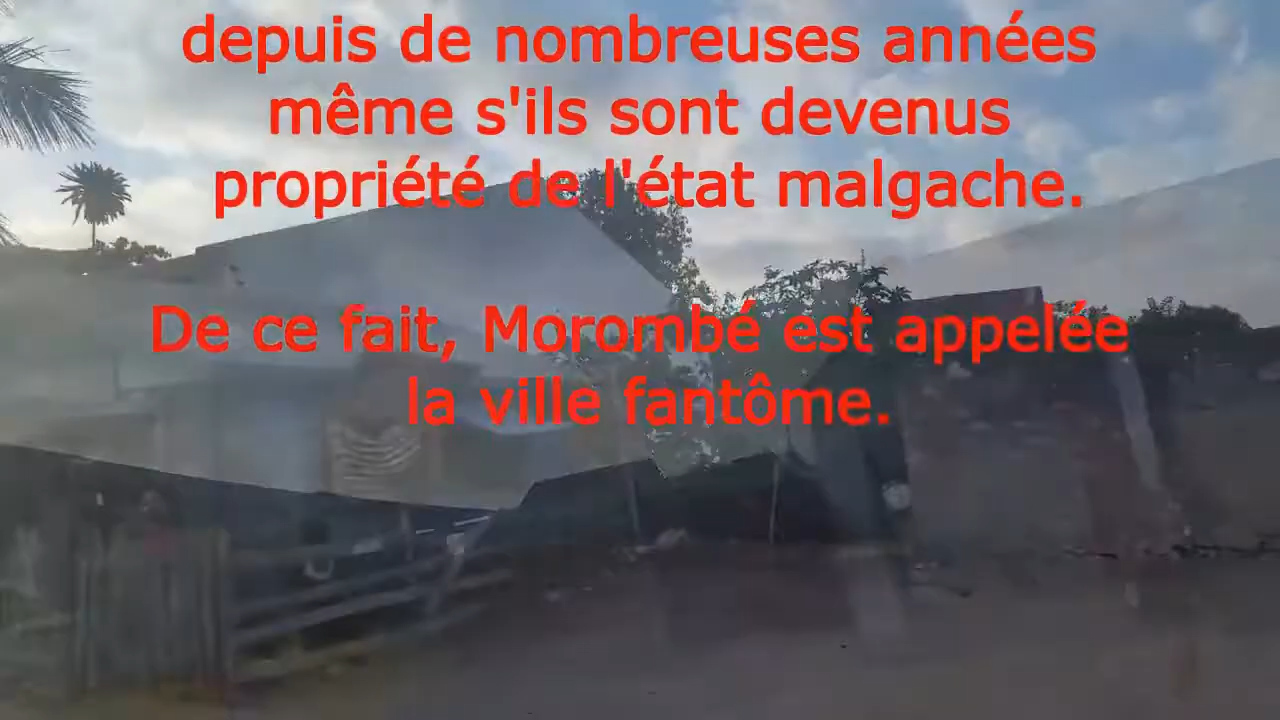 depuis de nombreuses années
même s'ils sont devenus
propriété de l'état malgache.
De ce fait, Morombé est appelée
la ville fantôme.